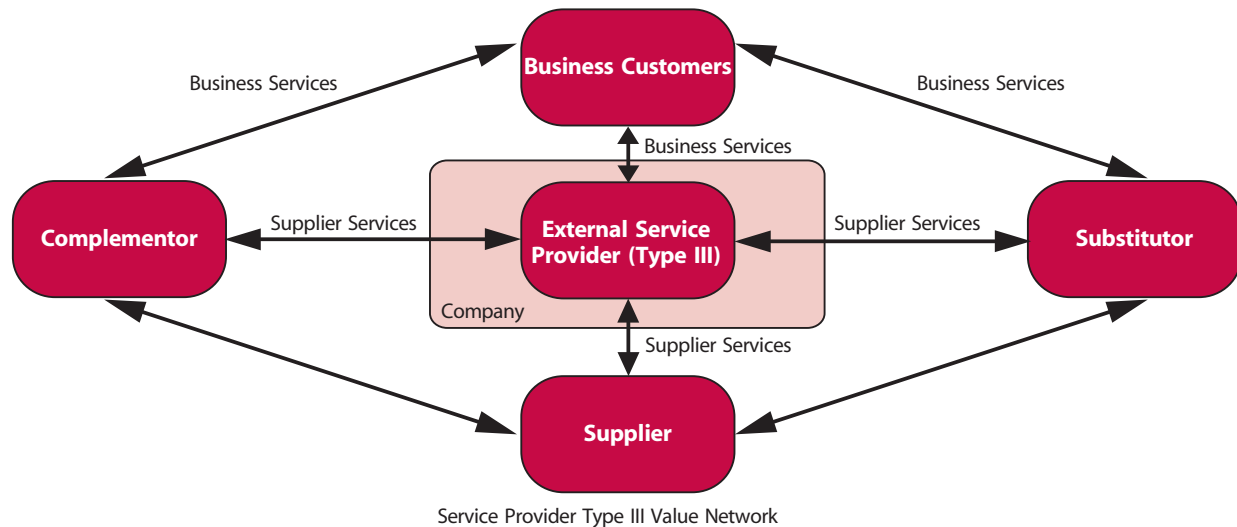 Business Customers
Business Services
Business Services
Business Services
Complementor
Supplier Services
External Service
Provider (Type III)
Supplier Services
Substitutor
Company
Supplier Services
Supplier
Service Provider Type III Value Network